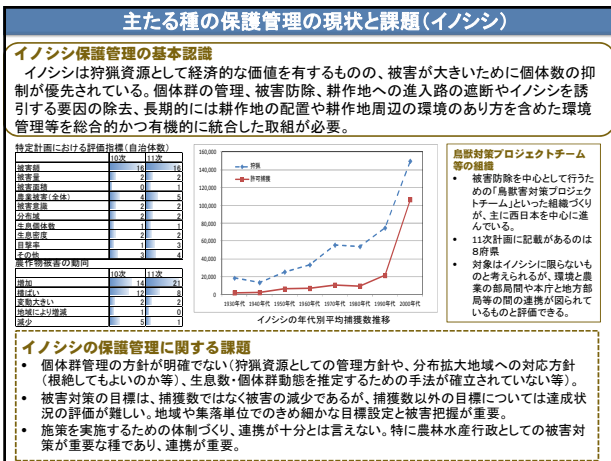 主たる種の保護管理の現状と課題（イノシシ）
イノシシ保護管理の基本認識
イノシシは狩猟資源として経済的な価値を有するものの、被害が大きいために個体数の抑
制が優先されている。個体群の管理、被害防除、耕作地への進入路の遮断やイノシシを誘
引する要因の除去、長期的には耕作地の配置や耕作地周辺の環境のあり方を含めた環境
管理等を総合的かつ有機的に統合した取組が必要。
特定計画における評価指標（自治体数）
10次 11次
被害額 16 16
被害量 2 2
被害面積 0 1
農業被害（全体） 4 5
被害意識 2 2
分布域 2 2
生息個体数 1 1
生息密度 2 2
目撃率 1 3
その他 3 4
農作物被害の動向
10次 11次
増加 14 21
横ばい 12 8
変動大きい 2 2
地域により増減 1 0
減少 5 1
160,000
140,000
120,000
100,000
80,000
60,000
40,000
20,000
0
狩猟
許可捕獲
1930年代 1940年代 1950年代 1960年代 1970年代 1980年代 1990年代 2000年代
イノシシの年代別平均捕獲数推移
鳥獣対策プロジェクトチーム
等の組織
• 被害防除を中心として行うた
めの「鳥獣害対策プロジェク
トチーム」といった組織づくり
が、主に西日本を中心に進
んでいる。
• 11次計画に記載があるのは
8府県
• 対象はイノシシに限らないも
のと考えられるが、環境と農
業の部局間や本庁と地方部
局等の間の連携が図られて
いるものと評価できる。
イノシシの保護管理に関する課題
• 個体群管理の方針が明確でない（狩猟資源としての管理方針や、分布拡大地域への対応方針
（根絶してもよいのか等）、生息数・個体群動態を推定するための手法が確立されていない等）。
• 被害対策の目標は、捕獲数ではなく被害の減少であるが、捕獲数以外の目標については達成状
況の評価が難しい。地域や集落単位でのきめ細かな目標設定と被害把握が重要。
• 施策を実施するための体制づくり、連携が十分とは言えない。特に農林水産行政としての被害対
策が重要な種であり、連携が重要。